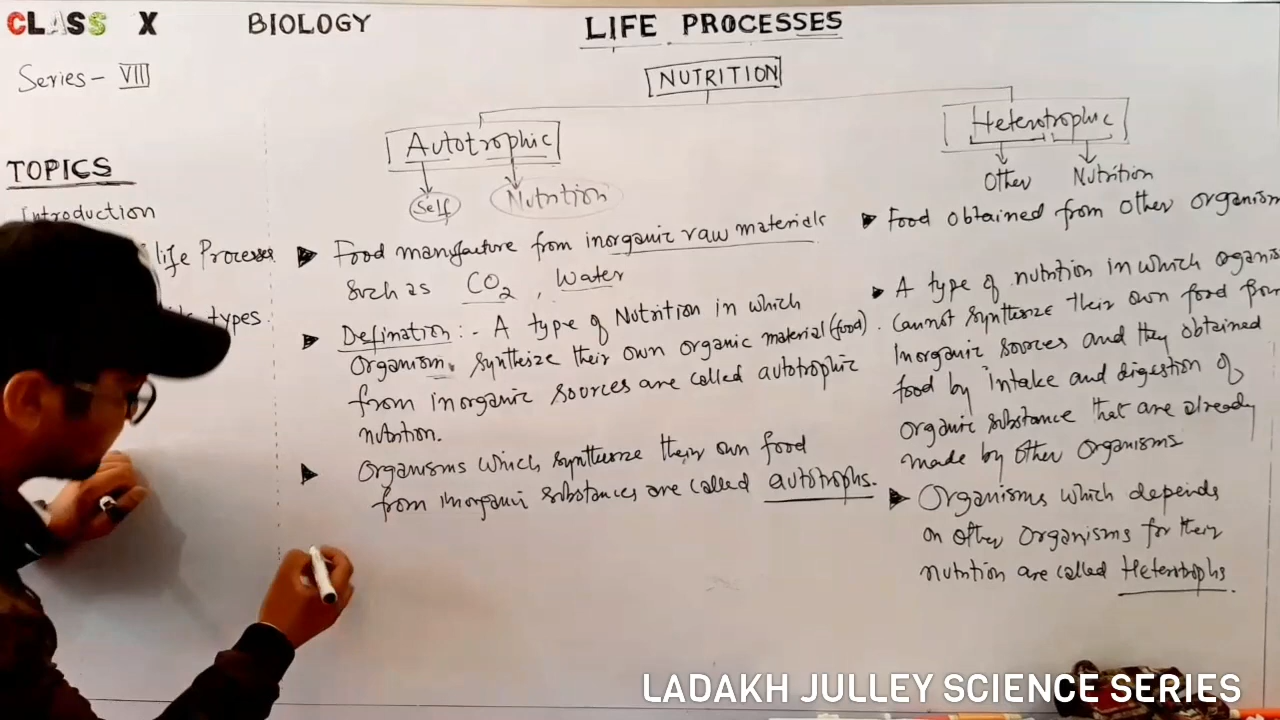 CLASS X BIOLOGY LIFE PROCESSES
Series - VII
NUTRITION
Autotrophic
Self Nutrition
Heterotrophic
Other Nutrition
TOPICS
Introduction
life Processes
types.
Food manufacture from inorganic raw materials
such as CO2, Water
Defination :- A type of Nutrition in which
Organism synthesize their own organic material (food).
from inorganic sources are called autotrophic
nutrition.
Organisms which synthesize their own food
from inorganic substances are called autotrophs.
Food obtained from other organism
A type of nutrition in which organis
cannot synthesize their own food from
inorganic sources and they obtained
food by intake and digestion of
organic substance that are already
made by other Organisms
Organisms which depends
on other Organisms for their
nutrition are called Heterotrophs.
LADAKH JULLEY SCIENCE SERIES